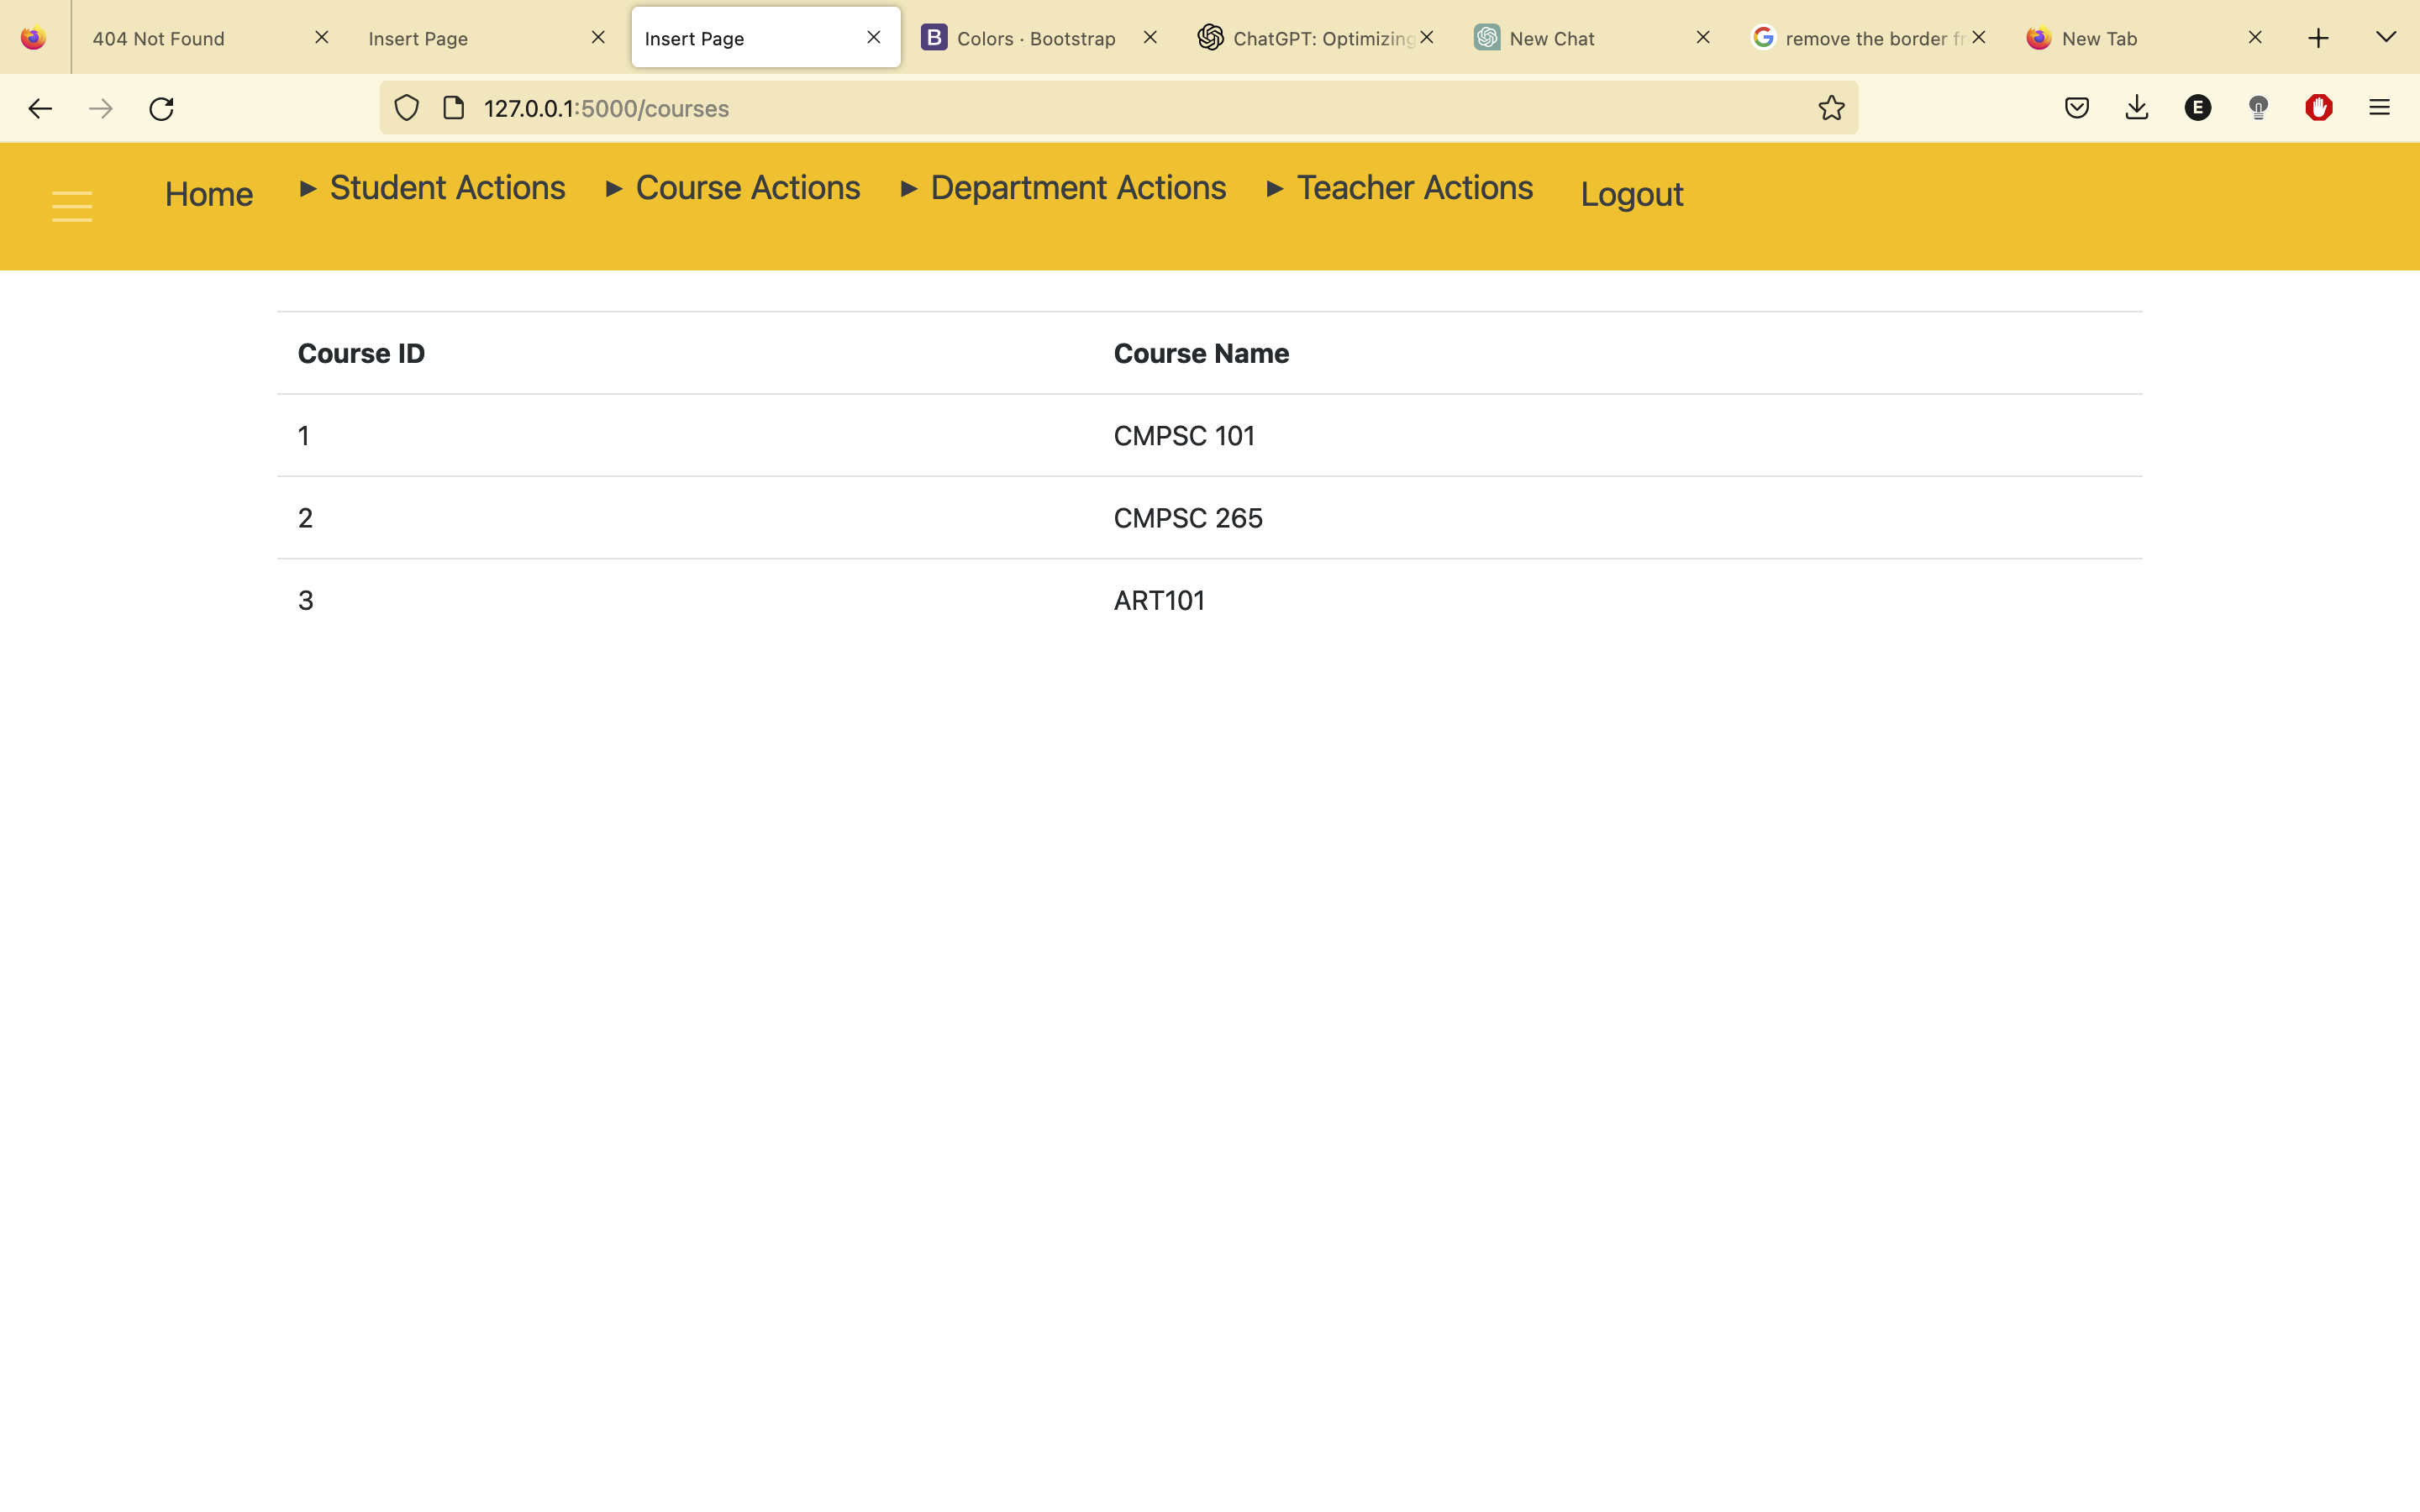 404 Not Found
Insert Page
Insert Page
B Colors · Bootstrap
ChatGPT: Optimizing
New Chat
G remove the border fr
New Tab
127.0.0.1:5000/courses
E
Home ► Student Actions ► Course Actions ► Department Actions ► Teacher Actions Logout
Course ID Course Name
1 CMPSC 101
2 CMPSC 265
3 ART101